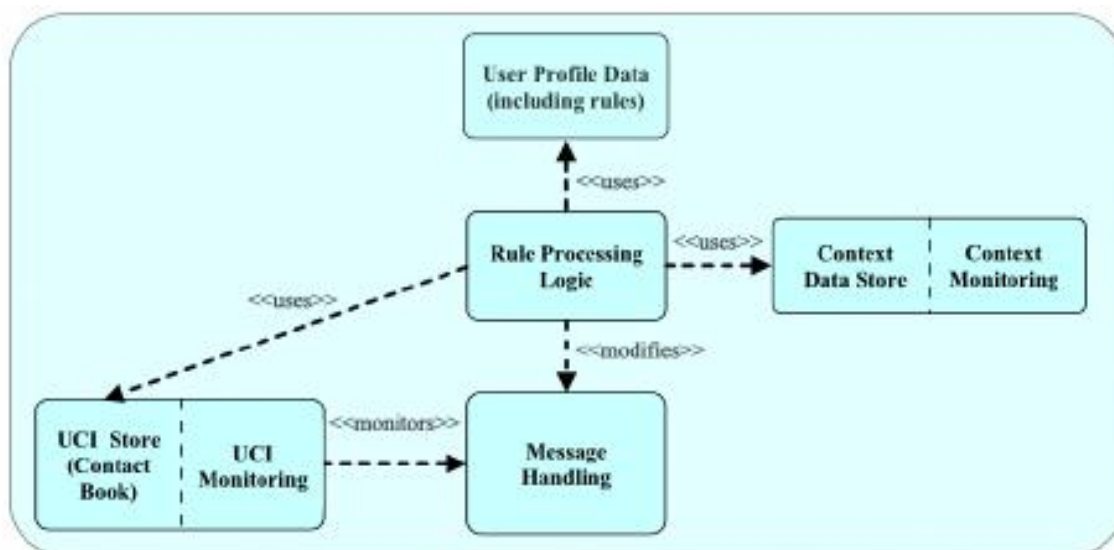 User Profile Data
(including rules)
<<uses>>
Rule Processing
Logic
<<uses>>
Context
Data Store
Context
Monitoring
<<uses>>
<<modifies>>
UCI Store
(Contact
Book)
UCI
Monitoring
<<monitors>>
Message
Handling